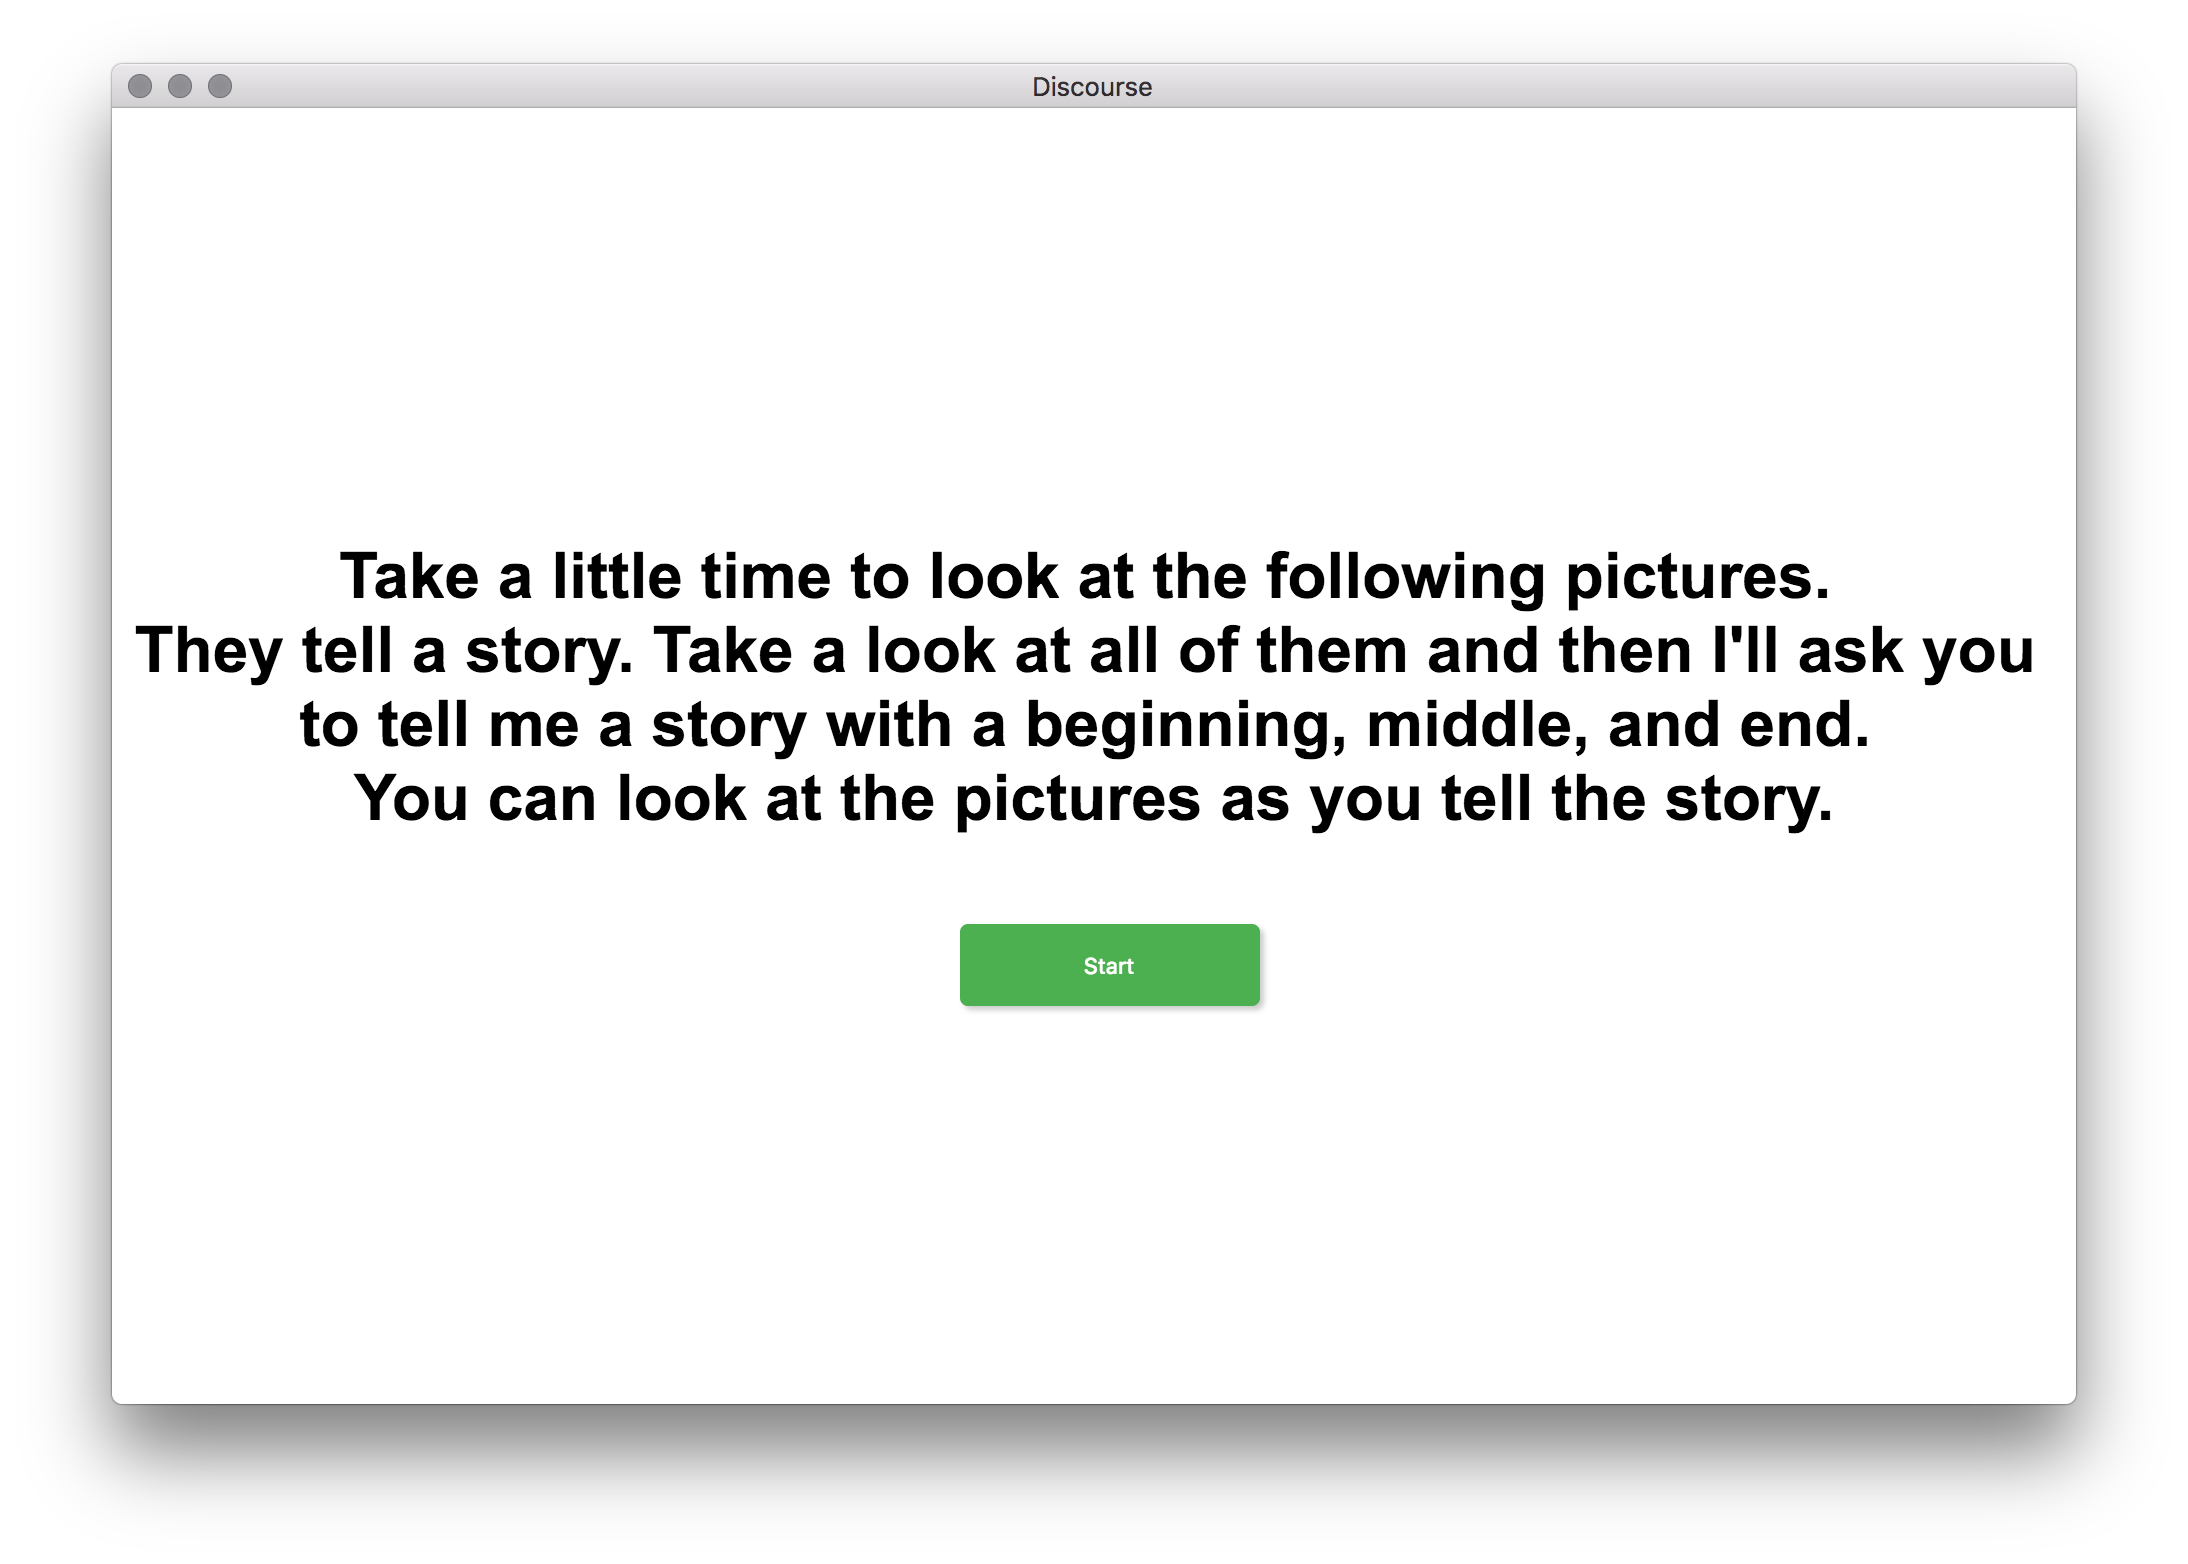 Discourse
Take a little time to look at the following pictures.
They tell a story. Take a look at all of them and then I'll ask you
to tell me a story with a beginning, middle, and end.
You can look at the pictures as you tell the story.
Start